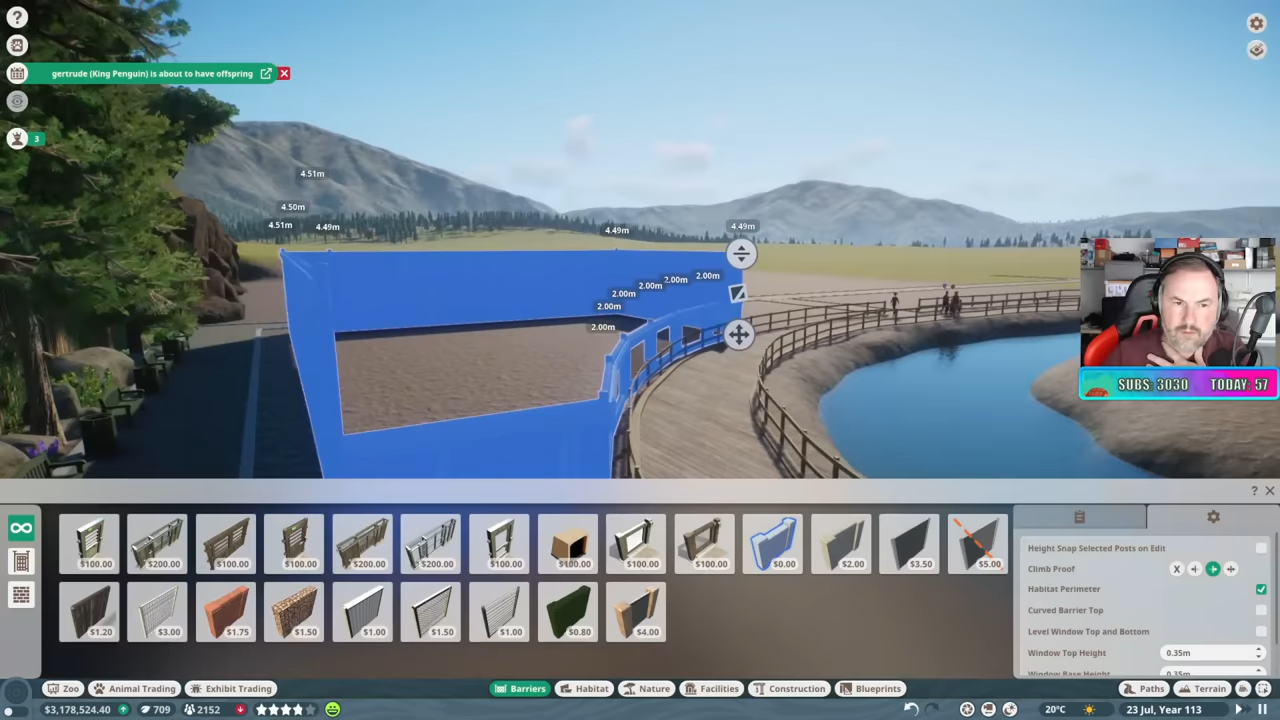 ?
gertrude (King Penguin) is about to have offspring
3
4.51m
4.50m
4.51m
4.49m
4.49m
4.49m
2.00m
2.00m
2.00m
2.00m
2.00m
2.00m
SUBS: 3030 TODAY: 57
?
$100.00
$200.00
$100.00
$100.00
$200.00
$200.00
$100.00
$100.00
$100.00
$100.00
$0.00
$2.00
$3.50
$5.00
$1.20
$3.00
$1.75
$1.50
$1.00
$1.50
$1.00
$0.80
$4.00
Height Snap Selected Posts on Edit
Climb Proof X
Habitat Perimeter
Curved Barrier Top
Level Window Top and Bottom
Window Top Height 0.35m
Zoo Animal Trading Exhibit Trading Barriers Habitat Nature Facilities Construction Blueprints Paths Terrain
$3,178,524.40 709 2152 20°C 23 Jul, Year 113